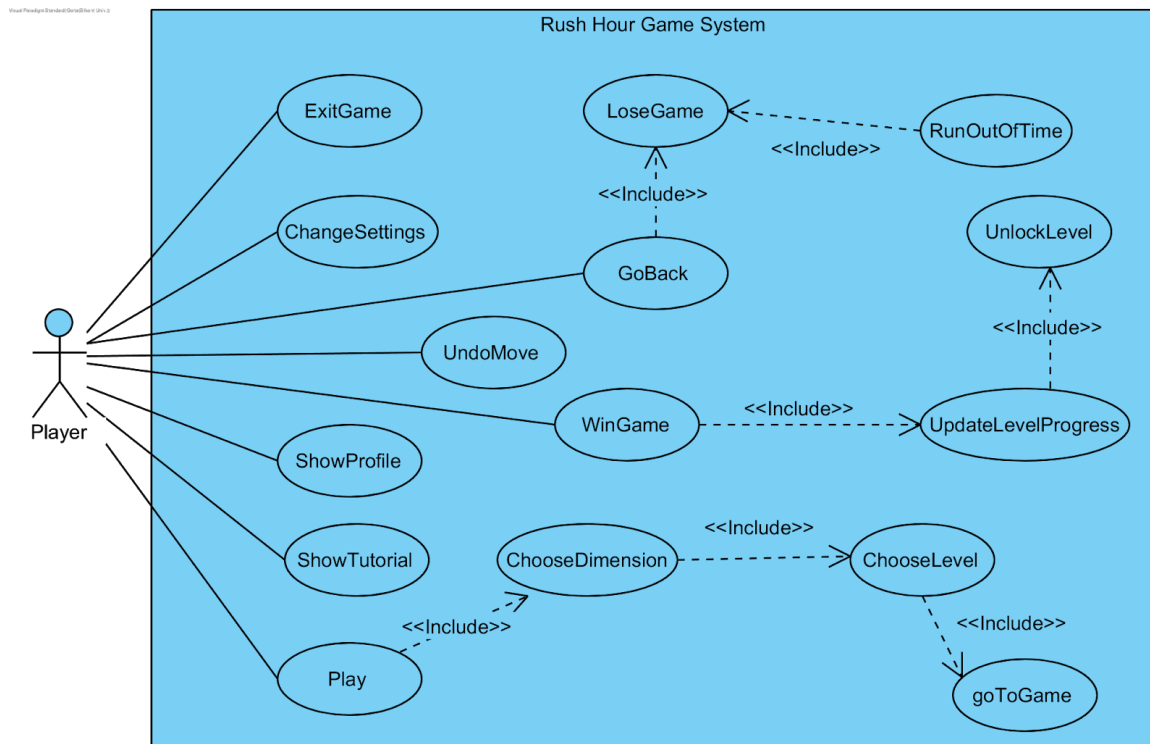 Rush Hour Game System
ExitGame
LoseGame
RunOutOfTime
<<Include>>
<<Include>>
ChangeSettings
UnlockLevel
GoBack
<<Include>>
UndoMove
Player
WinGame
<<Include>>
UpdateLevelProgress
ShowProfile
<<Include>>
ShowTutorial
ChooseDimension
ChooseLevel
<<Include>>
<<Include>>
Play
goToGame